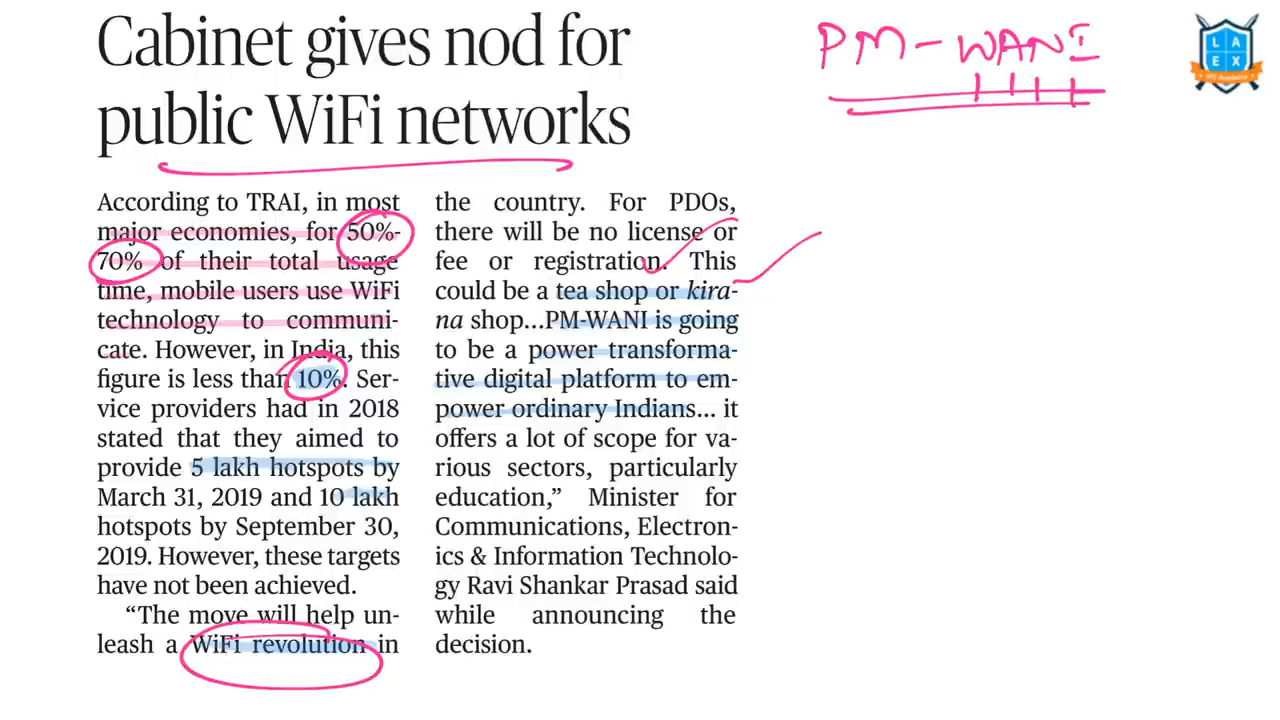 Cabinet gives nod for
public WiFi networks
PM-WANI
L A
E X
According to TRAI, in most
major economies, for 50%-
70% of their total usage
time, mobile users use WiFi
technology to communi-
cate. However, in India, this
figure is less than 10%. Ser-
vice providers had in 2018
stated that they aimed to
provide 5 lakh hotspots by
March 31, 2019 and 10 lakh
hotspots by September 30,
2019. However, these targets
have not been achieved.
“The move will help un-
leash a WiFi revolution in
the country. For PDOs,
there will be no license or
fee or registration. This
could be a tea shop or kira-
na shop...PM-WANI is going
to be a power transforma-
tive digital platform to em-
power ordinary Indians... it
offers a lot of scope for va-
rious sectors, particularly
education,” Minister for
Communications, Electron-
ics & Information Technolo-
gy Ravi Shankar Prasad said
while announcing the
decision.